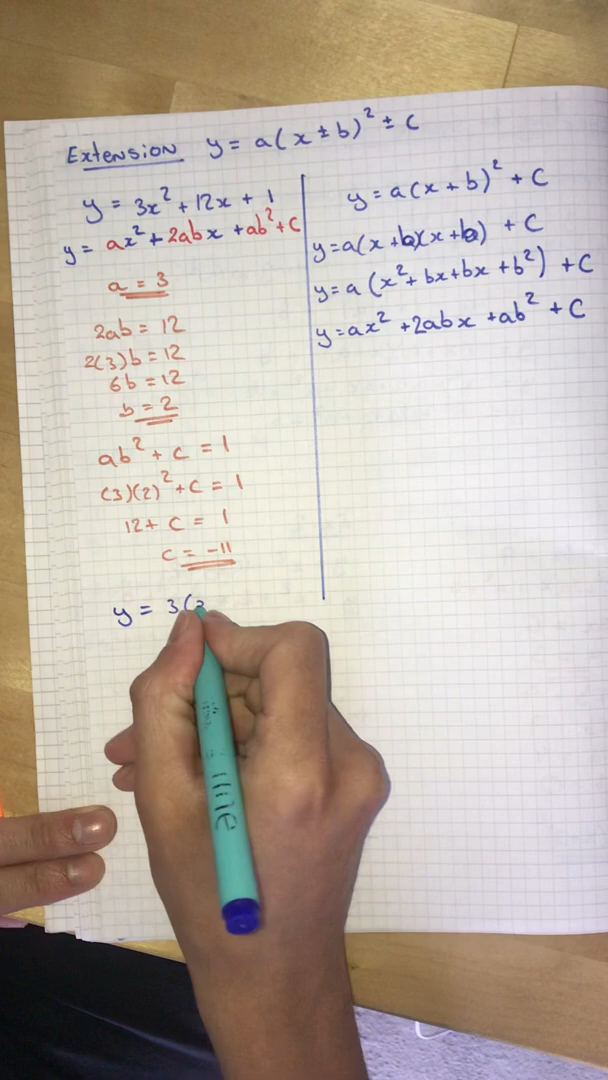 Extension y = a(x ± b)² ± c
y = 3x² + 12x + 1
y = ax² + 2abx + ab² + c
a = 3
2ab = 12
2(3)b = 12
6b = 12
b = 2
ab² + c = 1
(3)(2)² + c = 1
12 + c = 1
c = -11
y = 3(
y = a(x + b)² + c
y = a(x + b)(x + b) + c
y = a(x² + bx + bx + b²) + c
y = ax² + 2abx + ab² + c